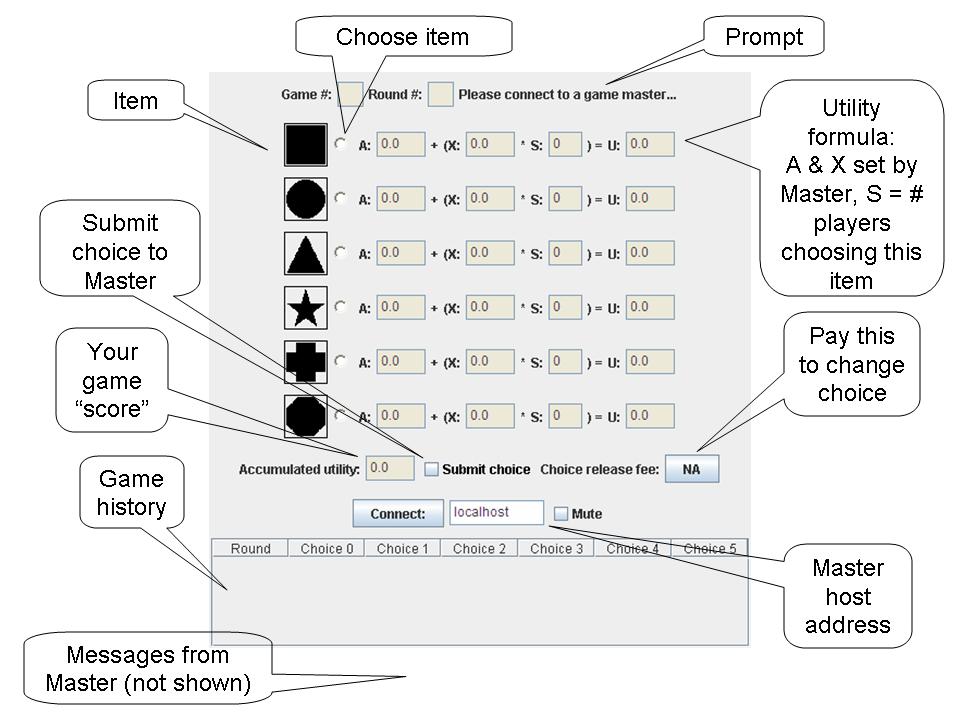 Choose item
Prompt
Item
Game #: Round #: Please connect to a game master...
A: 0.0 + (X: 0.0 * S: 0 ) = U: 0.0
Utility
formula:
A & X set by
Master, S = #
players
choosing this
item
A: 0.0 + (X: 0.0 * S: 0 ) = U: 0.0
Submit
choice to
Master
A: 0.0 + (X: 0.0 * S: 0 ) = U: 0.0
A: 0.0 + (X: 0.0 * S: 0 ) = U: 0.0
Your
game
“score”
Pay this
to change
choice
A: 0.0 + (X: 0.0 * S: 0 ) = U: 0.0
A: 0.0 + (X: 0.0 * S: 0 ) = U: 0.0
Accumulated utility: 0.0 Submit choice Choice release fee: NA
Game
history
Connect: localhost Mute
Round Choice 0 Choice 1 Choice 2 Choice 3 Choice 4 Choice 5
Master
host
address
Messages from
Master (not shown)